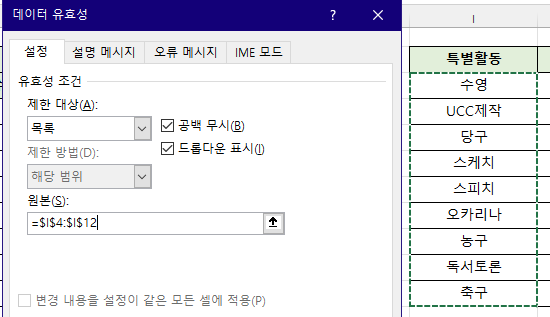 데이터 유효성
? ×
설정 설명 메시지 오류 메시지 IME 모드
유효성 조건
제한 대상(A):
목록
공백 무시(B)
드롭다운 표시(I)
제한 방법(D):
해당 범위
원본(S):
=$I$4:$I$12
변경 내용을 설정이 같은 모든 셀에 적용(P)
I
특별활동
수영
UCC제작
당구
스케치
스피치
오카리나
농구
독서토론
축구